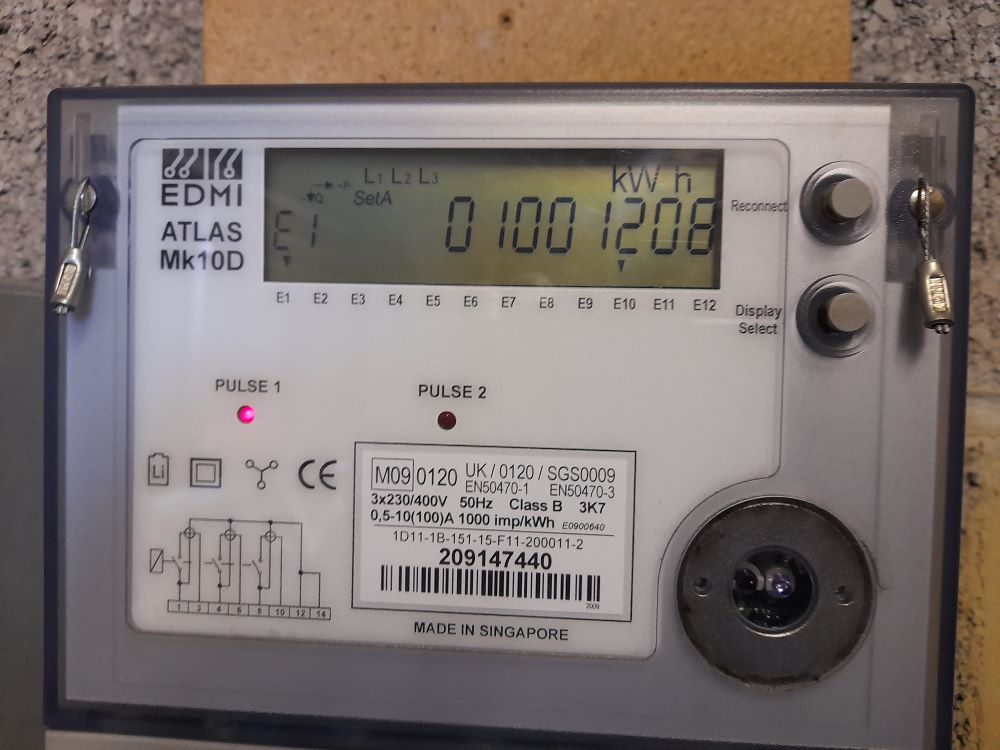 EDMI
ATLAS
Mk10D
+P
+Q
L1 L2 L3
SetA
kW h
E1
01001208
E1 E2 E3 E4 E5 E6 E7 E8 E9 E10 E11 E12
Reconnect
Display
Select
PULSE 1
PULSE 2
Li
CE
M09 0120 UK / 0120 / SGS0009
EN50470-1 EN50470-3
3x230/400V 50Hz Class B 3K7
0,5-10(100)A 1000 imp/kWh E0900640
1D11-1B-151-15-F11-200011-2
209147440
2009
1 3 4 6 6 10 12 14
MADE IN SINGAPORE